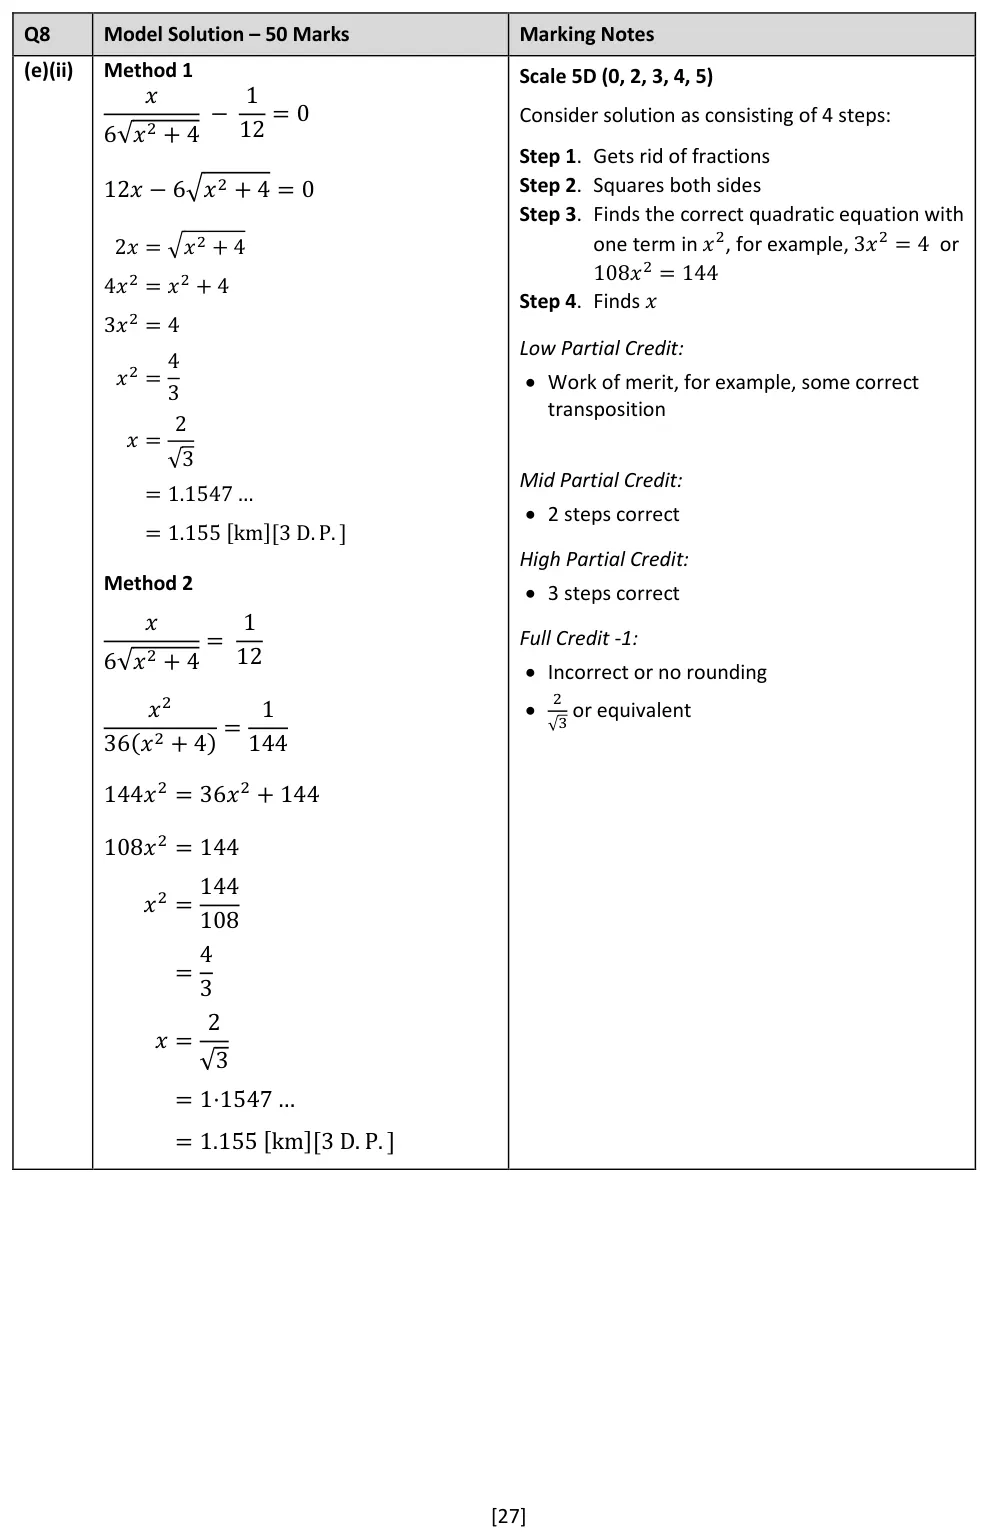 Q8 Model Solution – 50 Marks Marking Notes
(e)(ii) Method 1
x/(6√(x² + 4)) − 1/12 = 0
12x − 6√(x² + 4) = 0
2x = √(x² + 4)
4x² = x² + 4
3x² = 4
x² = 4/3
x = 2/√3
= 1.1547 ...
= 1.155 [km][3 D.P.]
Method 2
x/(6√(x² + 4)) = 1/12
x²/(36(x² + 4)) = 1/144
144x² = 36x² + 144
108x² = 144
x² = 144/108
= 4/3
x = 2/√3
= 1·1547 ...
= 1.155 [km][3 D.P.]
Scale 5D (0, 2, 3, 4, 5)
Consider solution as consisting of 4 steps:
Step 1. Gets rid of fractions
Step 2. Squares both sides
Step 3. Finds the correct quadratic equation with
one term in x², for example, 3x² = 4 or
108x² = 144
Step 4. Finds x
Low Partial Credit:
• Work of merit, for example, some correct
transposition
Mid Partial Credit:
• 2 steps correct
High Partial Credit:
• 3 steps correct
Full Credit -1:
• Incorrect or no rounding
• 2/√3 or equivalent
[27]